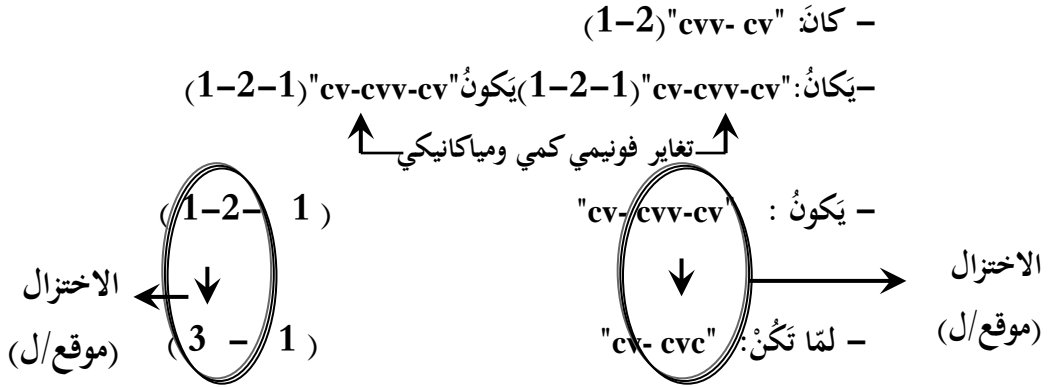 – كانَ: "cvv- cv"(1–2)
–يَكانُ:"cv-cvv-cv"(1–2–1)يَكونُ"cv-cvv-cv"(1–2–1)
تغاير فونيمي كمي ومياكانيكي
– يَكونُ : "cv- cvv-cv" (1–2– 1 )
الاختزال (موقع/ل)
الاختزال (موقع/ل)
– لمّا تَكُنْ: "cv- cvc" (3 – 1 )